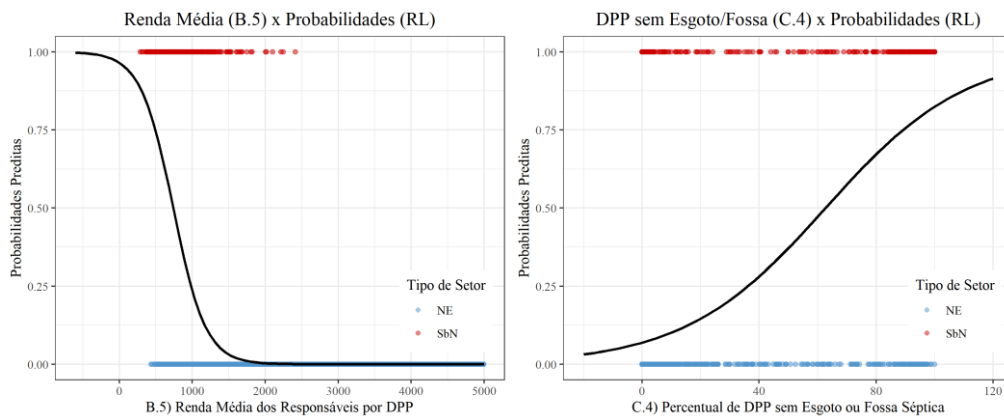 Renda Média (B.5) x Probabilidades (RL)
Probabilidades Preditas
1.00
0.75
0.50
0.25
0.00
Tipo de Setor
NE
SbN
0
1000
2000
3000
4000
5000
B.5) Renda Média dos Responsáveis por DPP
DPP sem Esgoto/Fossa (C.4) x Probabilidades (RL)
Probabilidades Preditas
1.00
0.75
0.50
0.25
0.00
Tipo de Setor
NE
SbN
0
40
80
120
C.4) Percentual de DPP sem Esgoto ou Fossa Séptica